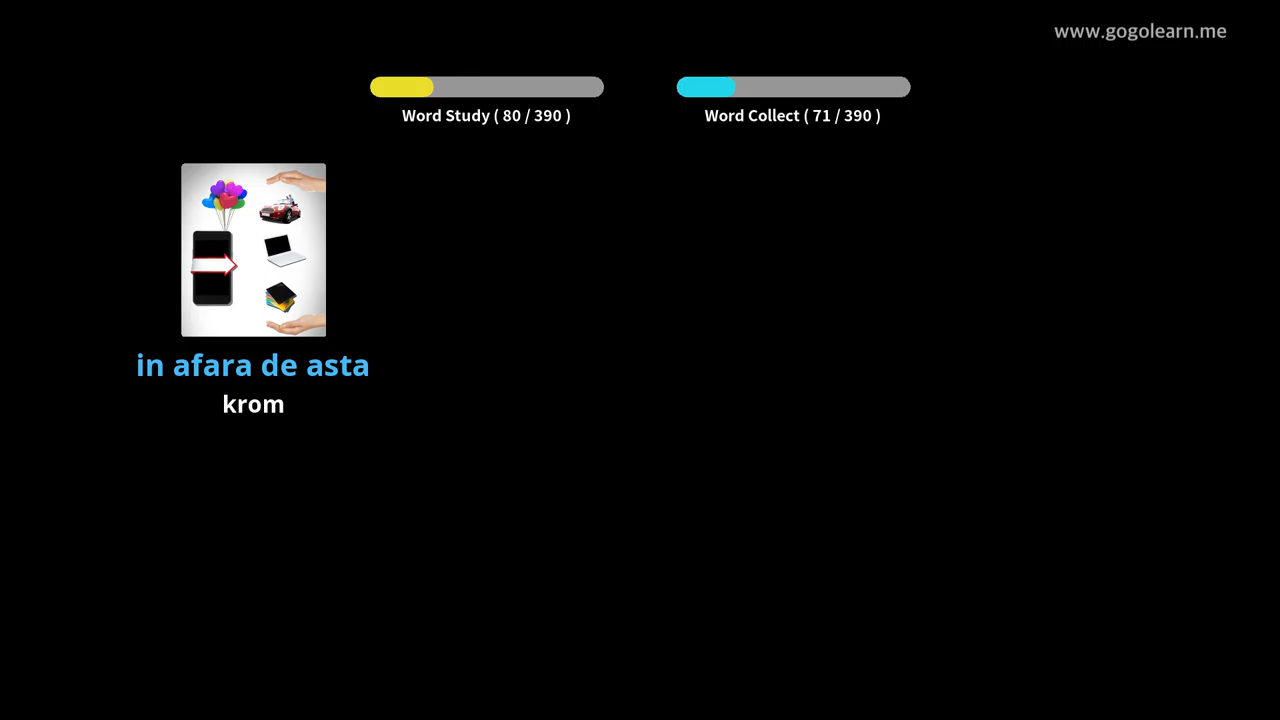 www.gogolearn.me
Word Study ( 80 / 390 )
Word Collect ( 71 / 390 )
in afara de asta
krom